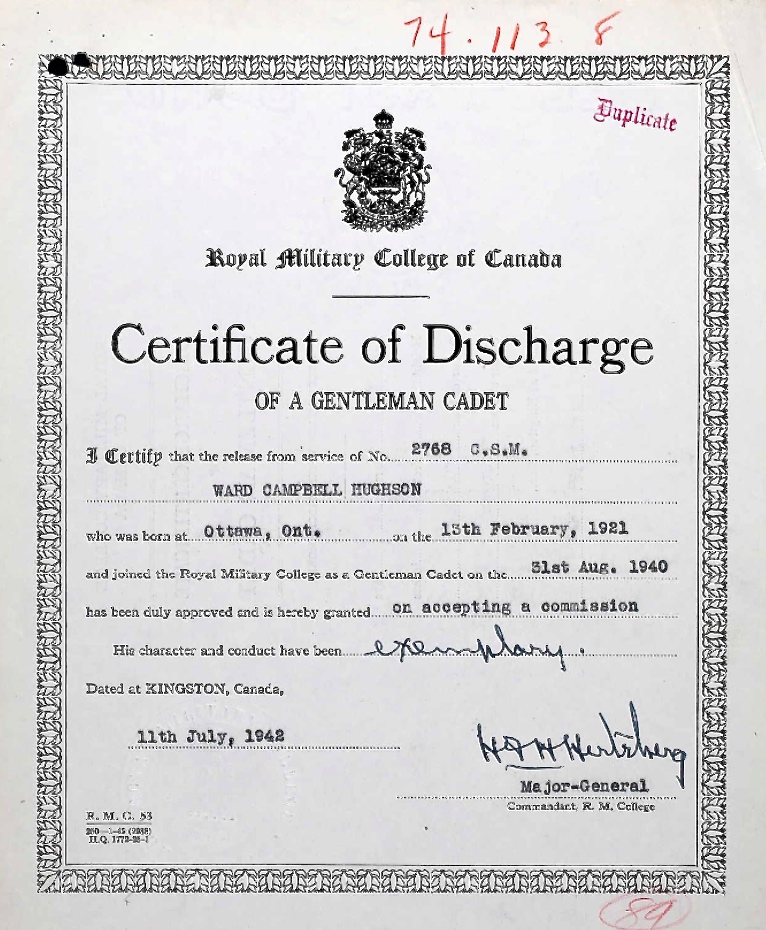 74.113.8
Duplicate
Royal Military College of Canada
Certificate of Discharge
OF A GENTLEMAN CADET
I Certify that the release from service of No. 2768 C.S.M.
WARD CAMPBELL HUGHSON
who was born at Ottawa, Ont. on the 13th February, 1921
and joined the Royal Military College as a Gentleman Cadet on the 31st Aug. 1940
has been duly approved and is hereby granted on accepting a commission
His character and conduct have been exemplary.
Dated at KINGSTON, Canada,
11th July, 1942
H F H Hertzberg
Major-General
Commandant, R. M. College
R. M. C. 53
H.Q. 1772-26-1
89